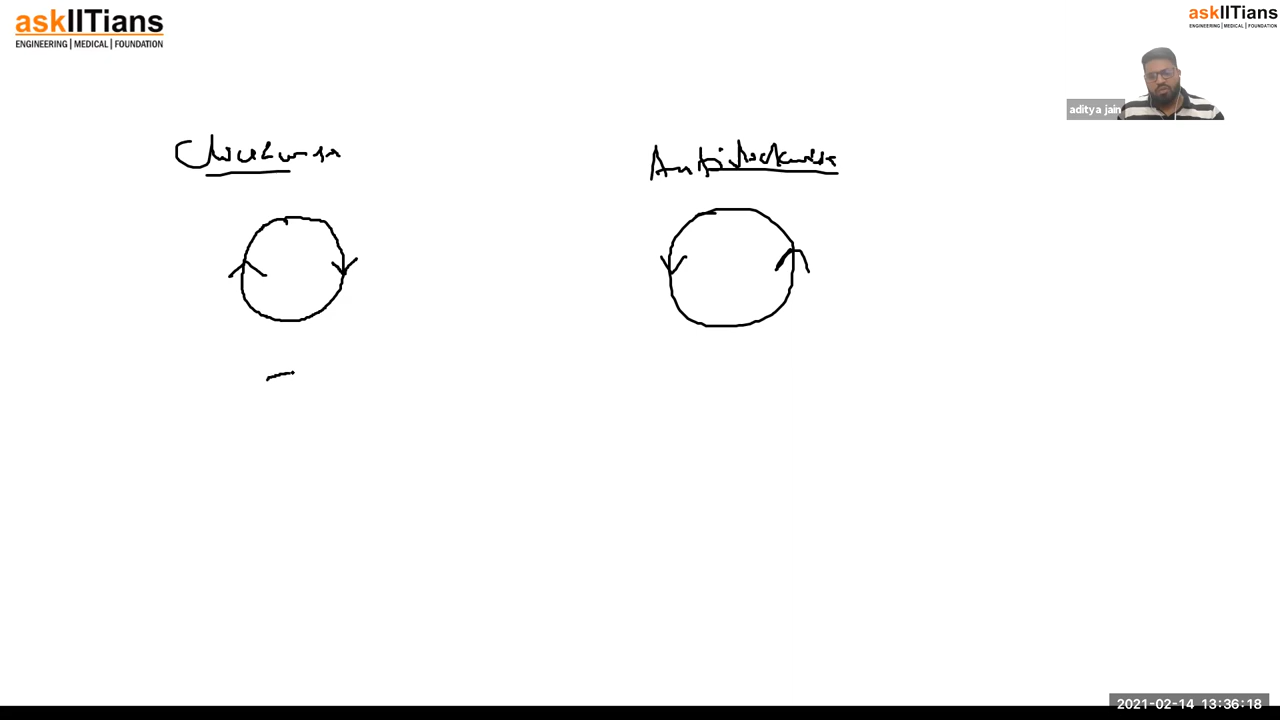 askIITians
ENGINEERING | MEDICAL | FOUNDATION
askIITians
ENGINEERING | MEDICAL | FOUNDATION
aditya jain
Clockwise
Anticlockwise
2021-02-14 13:36:18